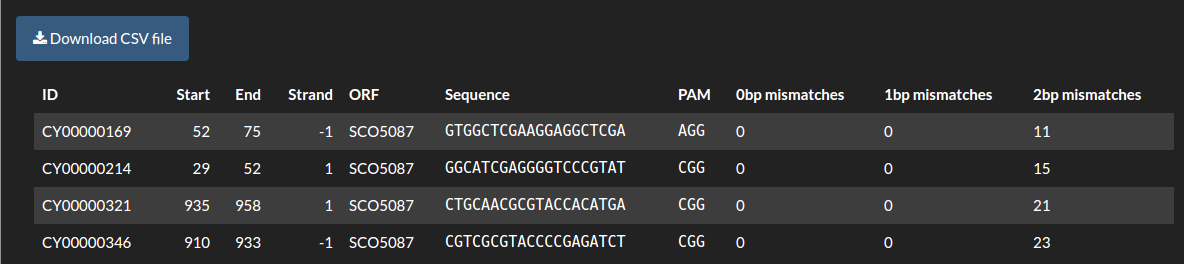 Download CSV file
ID Start End Strand ORF Sequence PAM 0bp mismatches 1bp mismatches 2bp mismatches
CY00000169 52 75 -1 SCO5087 GTGGCTCGAAGGAGGCTCGA AGG 0 0 11
CY00000214 29 52 1 SCO5087 GGCATCGAGGGGTCCCGTAT CGG 0 0 15
CY00000321 935 958 1 SCO5087 CTGCAACGCGTACCACATGA CGG 0 0 21
CY00000346 910 933 -1 SCO5087 CGTCGCGTACCCCGAGATCT CGG 0 0 23